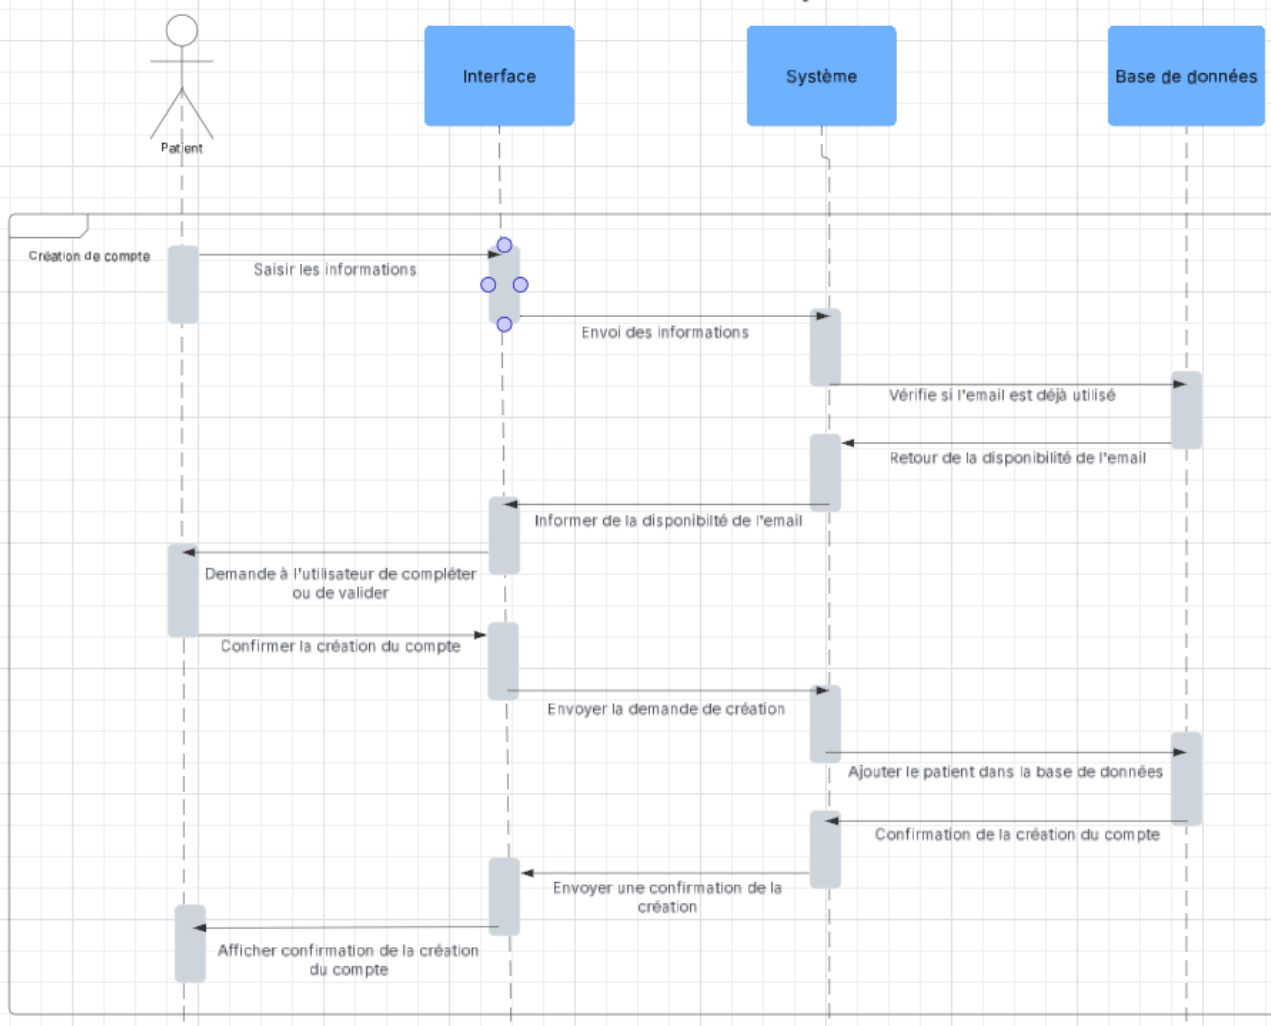 Interface
Système
Base de données
Patient
Création de compte
Saisir les informations
Envoi des informations
Vérifie si l'email est déjà utilisé
Retour de la disponibilité de l'email
Informer de la disponibilté de l'email
Demande à l'utilisateur de compléter
ou de valider
Confirmer la création du compte
Envoyer la demande de création
Ajouter le patient dans la base de données
Confirmation de la création du compte
Envoyer une confirmation de la
création
Afficher confirmation de la création
du compte